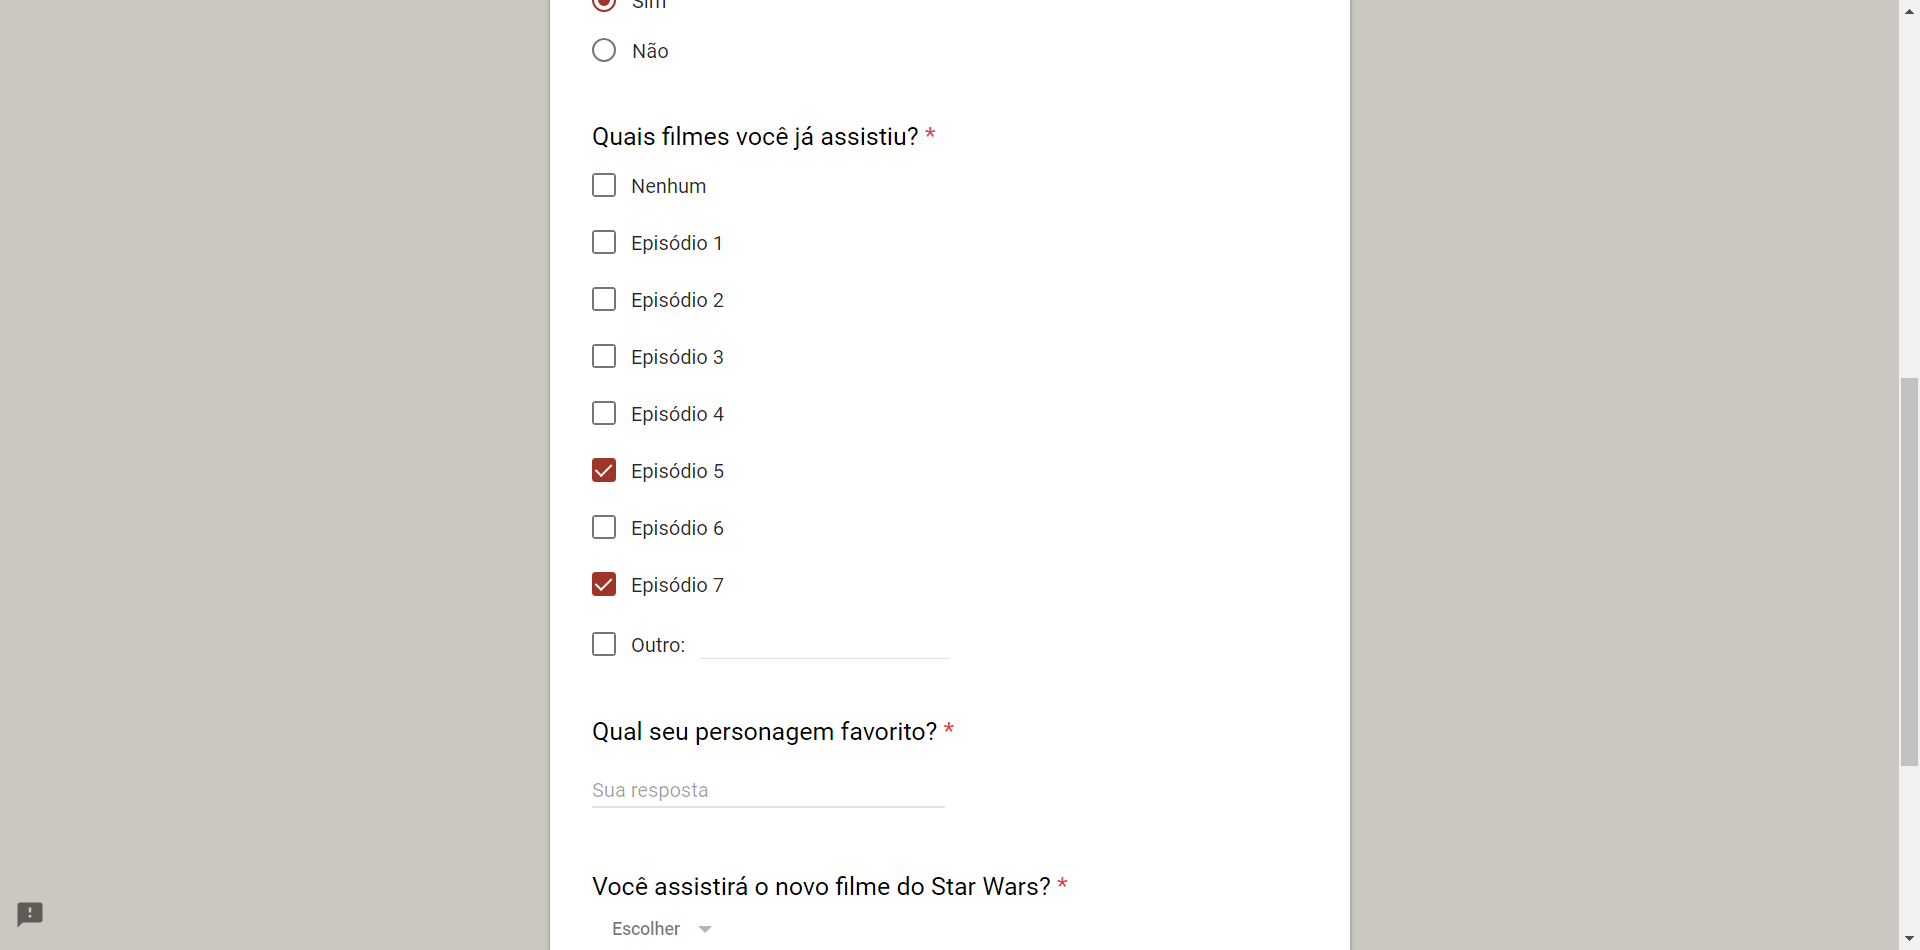 Sim
Não
Quais filmes você já assistiu? *
Nenhum
Episódio 1
Episódio 2
Episódio 3
Episódio 4
Episódio 5
Episódio 6
Episódio 7
Outro:
Qual seu personagem favorito? *
Sua resposta
Você assistirá o novo filme do Star Wars? *
Escolher